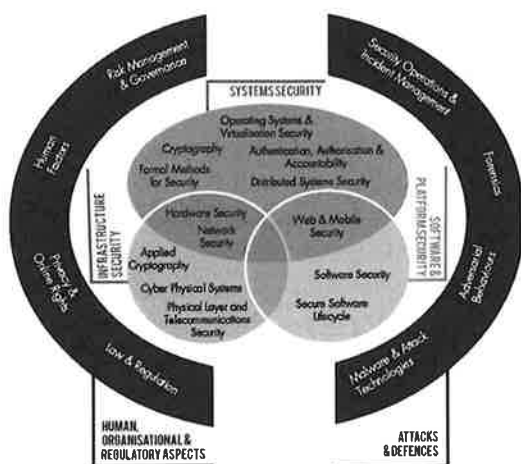 Risk Management
& Governance
Human
Factors
Privacy &
Online Rights
Law & Regulation
HUMAN,
ORGANISATIONAL &
REGULATORY ASPECTS
SYSTEMS SECURITY
Operating Systems &
Virtualisation Security
Cryptography
Authentication, Authorisation &
Accountability
Formal Methods
for Security
Distributed Systems Security
INFRASTRUCTURE
SECURITY
Hardware Security
Network
Security
Applied
Cryptography
Cyber Physical Systems
Physical Layer and
Telecommunications
Security
Web & Mobile
Security
Software Security
Secure Software
Lifecycle
SOFTWARE &
PLATFORM SECURITY
Security Operations &
Incident Management
Forensics
Adversarial
Behaviours
Malware & Attack
Technologies
ATTACKS
& DEFENCES